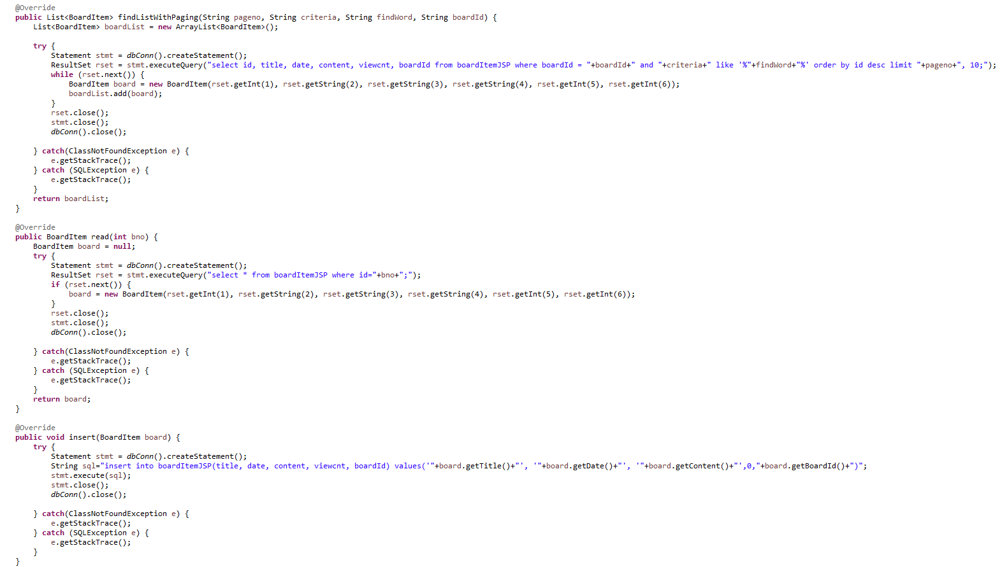 @Override
public List<BoardItem> findListWithPaging(String pageno, String criteria, String findWord, String boardId) {
List<BoardItem> boardList = new ArrayList<BoardItem>();
try {
Statement stmt = dbConn().createStatement();
ResultSet rset = stmt.executeQuery("select id, title, date, content, viewcnt, boardId from boardItemJSP where boardId = "+boardId+" and "+criteria+" like '%"+findWord+"%' order by id desc limit "+pageno+", 10;");
while (rset.next()) {
BoardItem board = new BoardItem(rset.getInt(1), rset.getString(2), rset.getString(3), rset.getString(4), rset.getInt(5), rset.getInt(6));
boardList.add(board);
}
rset.close();
stmt.close();
dbConn().close();
} catch(ClassNotFoundException e) {
e.getStackTrace();
} catch (SQLException e) {
e.getStackTrace();
}
return boardList;
}
@Override
public BoardItem read(int bno) {
BoardItem board = null;
try {
Statement stmt = dbConn().createStatement();
ResultSet rset = stmt.executeQuery("select * from boardItemJSP where id="+bno+";");
if (rset.next()) {
board = new BoardItem(rset.getInt(1), rset.getString(2), rset.getString(3), rset.getString(4), rset.getInt(5), rset.getInt(6));
}
rset.close();
stmt.close();
dbConn().close();
} catch(ClassNotFoundException e) {
e.getStackTrace();
} catch (SQLException e) {
e.getStackTrace();
}
return board;
}
@Override
public void insert(BoardItem board) {
try {
Statement stmt = dbConn().createStatement();
String sql="insert into boardItemJSP(title, date, content, viewcnt, boardId) values('"+board.getTitle()+"', '"+board.getDate()+"', '"+board.getContent()+"',0,"+board.getBoardId()+")";
stmt.execute(sql);
stmt.close();
dbConn().close();
} catch(ClassNotFoundException e) {
e.getStackTrace();
} catch (SQLException e) {
e.getStackTrace();
}
}